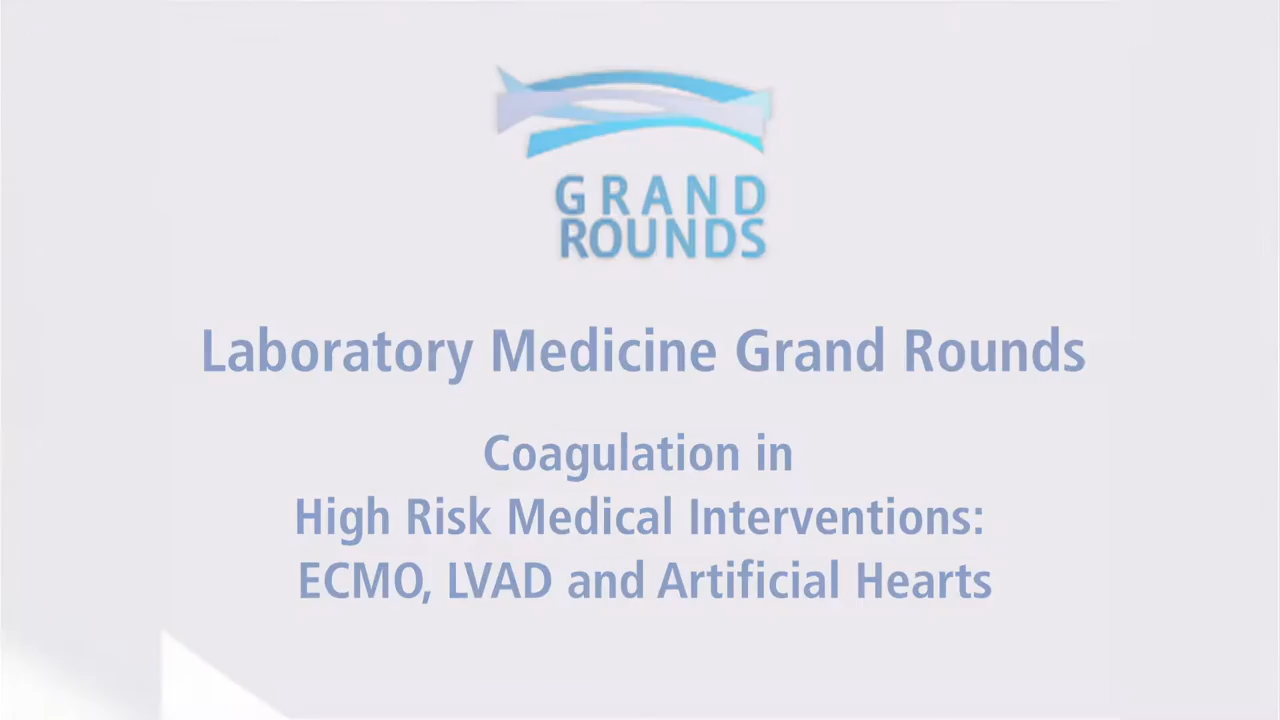 GRAND
ROUNDS
Laboratory Medicine Grand Rounds
Coagulation in
High Risk Medical Interventions:
ECMO, LVAD and Artificial Hearts